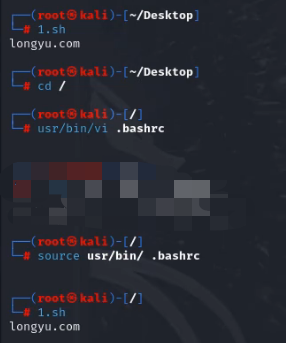 ┌──(root㉿kali)-[~/Desktop]
└─# 1.sh
longyu.com
┌──(root㉿kali)-[~/Desktop]
└─# cd /
┌──(root㉿kali)-[/]
└─# usr/bin/vi .bashrc
┌──(root㉿kali)-[/]
└─# source usr/bin/ .bashrc
┌──(root㉿kali)-[/]
└─# 1.sh
longyu.com